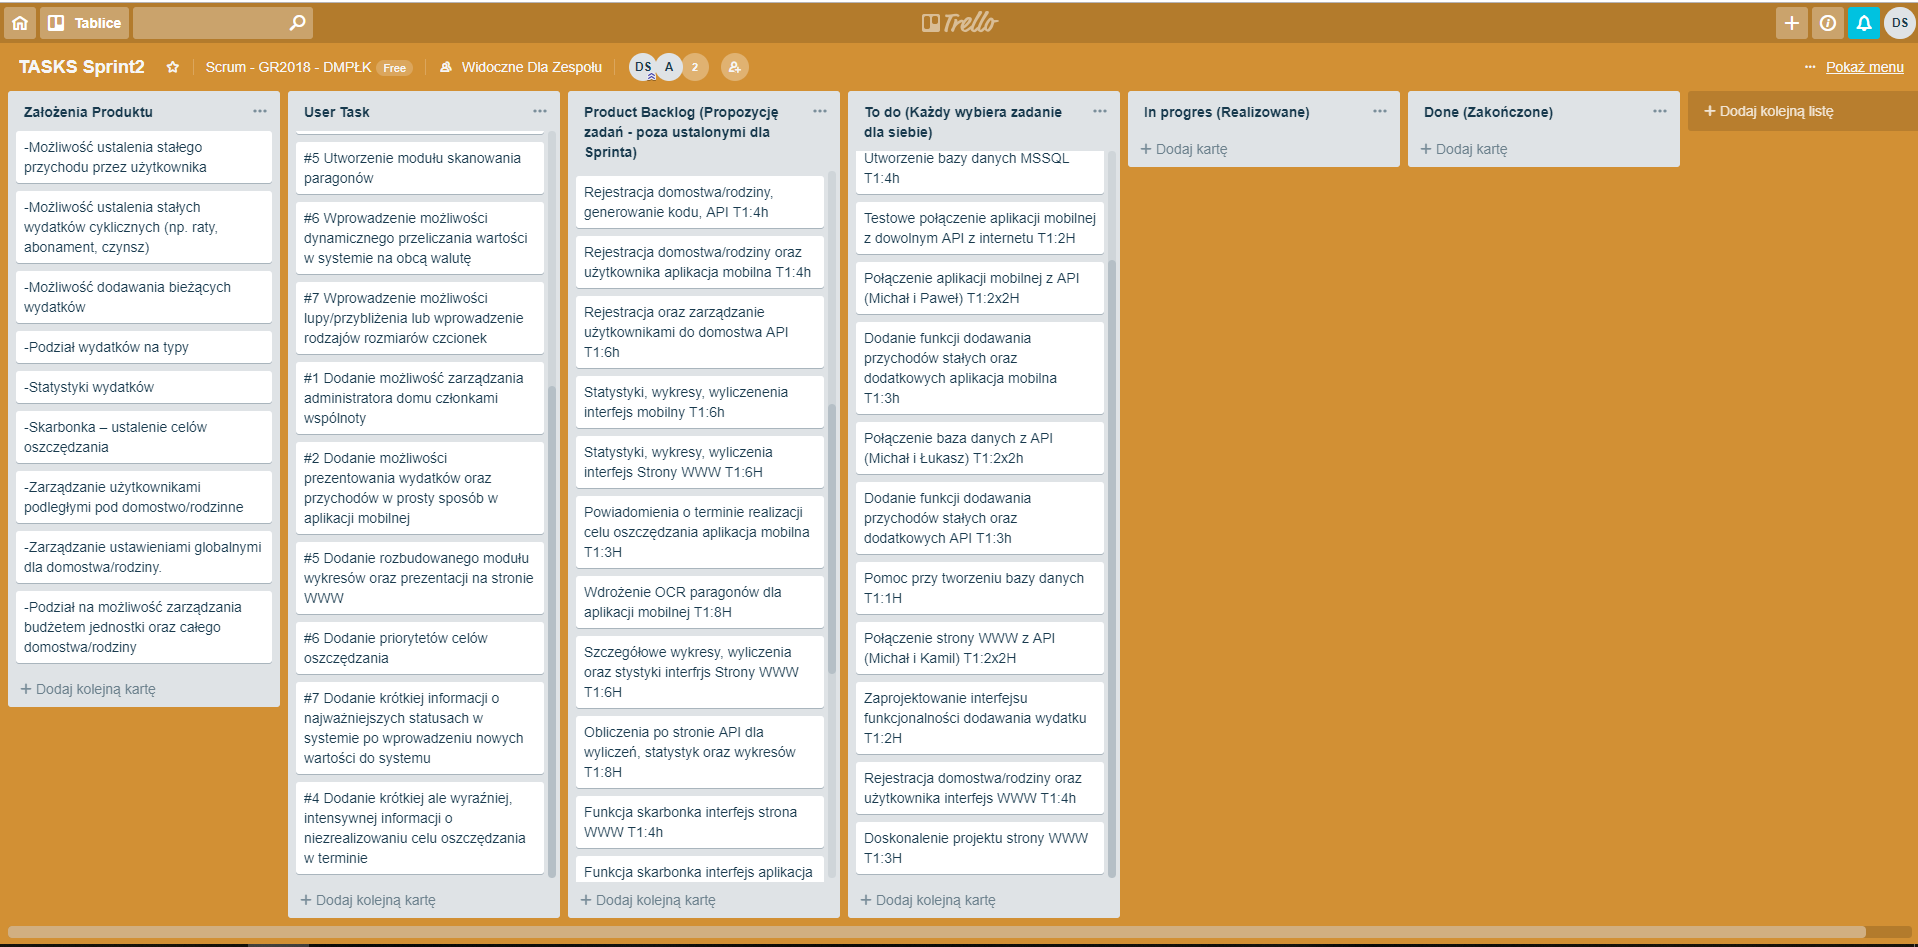 Tablice
Trello
DS
TASKS Sprint2
Scrum - GR2018 - DMPŁK Free
Widoczne Dla Zespołu
DS A 2
··· Pokaż menu
Założenia Produktu
-Możliwość ustalenia stałego
przychodu przez użytkownika
-Możliwość ustalenia stałych
wydatków cyklicznych (np. raty,
abonament, czynsz)
-Możliwość dodawania bieżących
wydatków
-Podział wydatków na typy
-Statystyki wydatków
-Skarbonka – ustalenie celów
oszczędzania
-Zarządzanie użytkownikami
podległymi pod domostwo/rodzinne
-Zarządzanie ustawieniami globalnymi
dla domostwa/rodziny.
-Podział na możliwość zarządzania
budżetem jednostki oraz całego
domostwa/rodziny
+ Dodaj kolejną kartę
User Task
#5 Utworzenie modułu skanowania
paragonów
#6 Wprowadzenie możliwości
dynamicznego przeliczania wartości
w systemie na obcą walutę
#7 Wprowadzenie możliwości
lupy/przybliżenia lub wprowadzenie
rodzajów rozmiarów czcionek
#1 Dodanie możliwość zarządzania
administratora domu członkami
wspólnoty
#2 Dodanie możliwości
prezentowania wydatków oraz
przychodów w prosty sposób w
aplikacji mobilnej
#5 Dodanie rozbudowanego modułu
wykresów oraz prezentacji na stronie
WWW
#6 Dodanie priorytetów celów
oszczędzania
#7 Dodanie krótkiej informacji o
najważniejszych statusach w
systemie po wprowadzeniu nowych
wartości do systemu
#4 Dodanie krótkiej ale wyraźniej,
intensywnej informacji o
niezrealizowaniu celu oszczędzania
w terminie
+ Dodaj kolejną kartę
Product Backlog (Propozycję
zadań - poza ustalonymi dla
Sprinta)
Rejestracja domostwa/rodziny,
generowanie kodu, API T1:4h
Rejestracja domostwa/rodziny oraz
użytkownika aplikacja mobilna T1:4h
Rejestracja oraz zarządzanie
użytkownikami do domostwa API
T1:6h
Statystyki, wykresy, wyliczenenia
interfejs mobilny T1:6h
Statystyki, wykresy, wyliczenia
interfejs Strony WWW T1:6H
Powiadomienia o terminie realizacji
celu oszczędzania aplikacja mobilna
T1:3H
Wdrożenie OCR paragonów dla
aplikacji mobilnej T1:8H
Szczegółowe wykresy, wyliczenia
oraz stystyki interfrjs Strony WWW
T1:6H
Obliczenia po stronie API dla
wyliczeń, statystyk oraz wykresów
T1:8H
Funkcja skarbonka interfejs strona
WWW T1:4h
Funkcja skarbonka interfejs aplikacja
+ Dodaj kolejną kartę
To do (Każdy wybiera zadanie
dla siebie)
Utworzenie bazy danych MSSQL
T1:4h
Testowe połączenie aplikacji mobilnej
z dowolnym API z internetu T1:2H
Połączenie aplikacji mobilnej z API
(Michał i Paweł) T1:2x2H
Dodanie funkcji dodawania
przychodów stałych oraz
dodatkowych aplikacja mobilna
T1:3h
Połączenie baza danych z API
(Michał i Łukasz) T1:2x2h
Dodanie funkcji dodawania
przychodów stałych oraz
dodatkowych API T1:3h
Pomoc przy tworzeniu bazy danych
T1:1H
Połączenie strony WWW z API
(Michał i Kamil) T1:2x2H
Zaprojektowanie interfejsu
funkcjonalności dodawania wydatku
T1:2H
Rejestracja domostwa/rodziny oraz
użytkownika interfejs WWW T1:4h
Doskonalenie projektu strony WWW
T1:3H
+ Dodaj kolejną kartę
In progres (Realizowane)
+ Dodaj kartę
Done (Zakończone)
+ Dodaj kartę
+ Dodaj kolejną listę